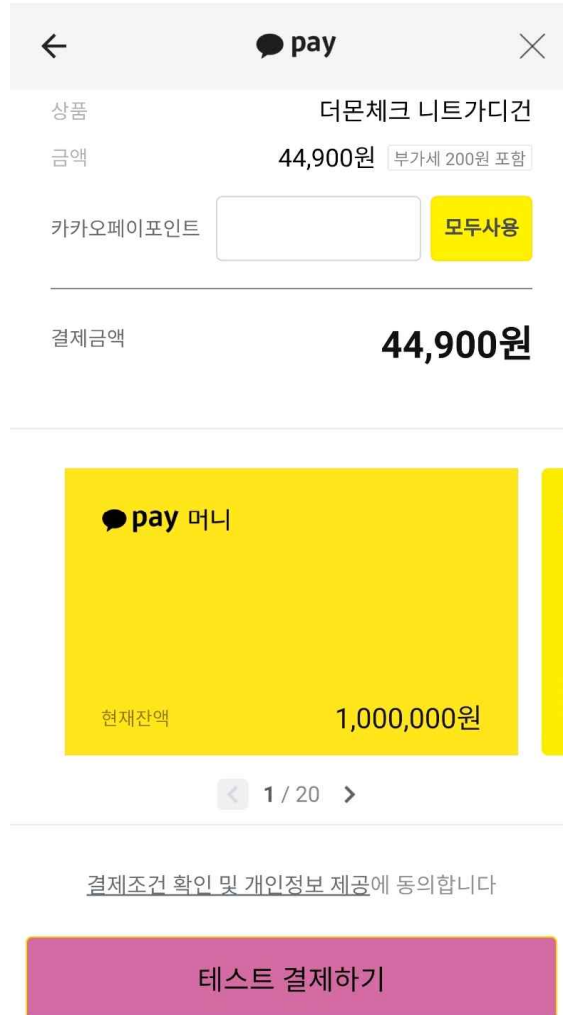 pay
상품 더몬체크 니트가디건
금액 44,900원 부가세 200원 포함
카카오페이포인트 모두사용
결제금액 44,900원
pay 머니
현재잔액 1,000,000원
1 / 20
결제조건 확인 및 개인정보 제공에 동의합니다
테스트 결제하기